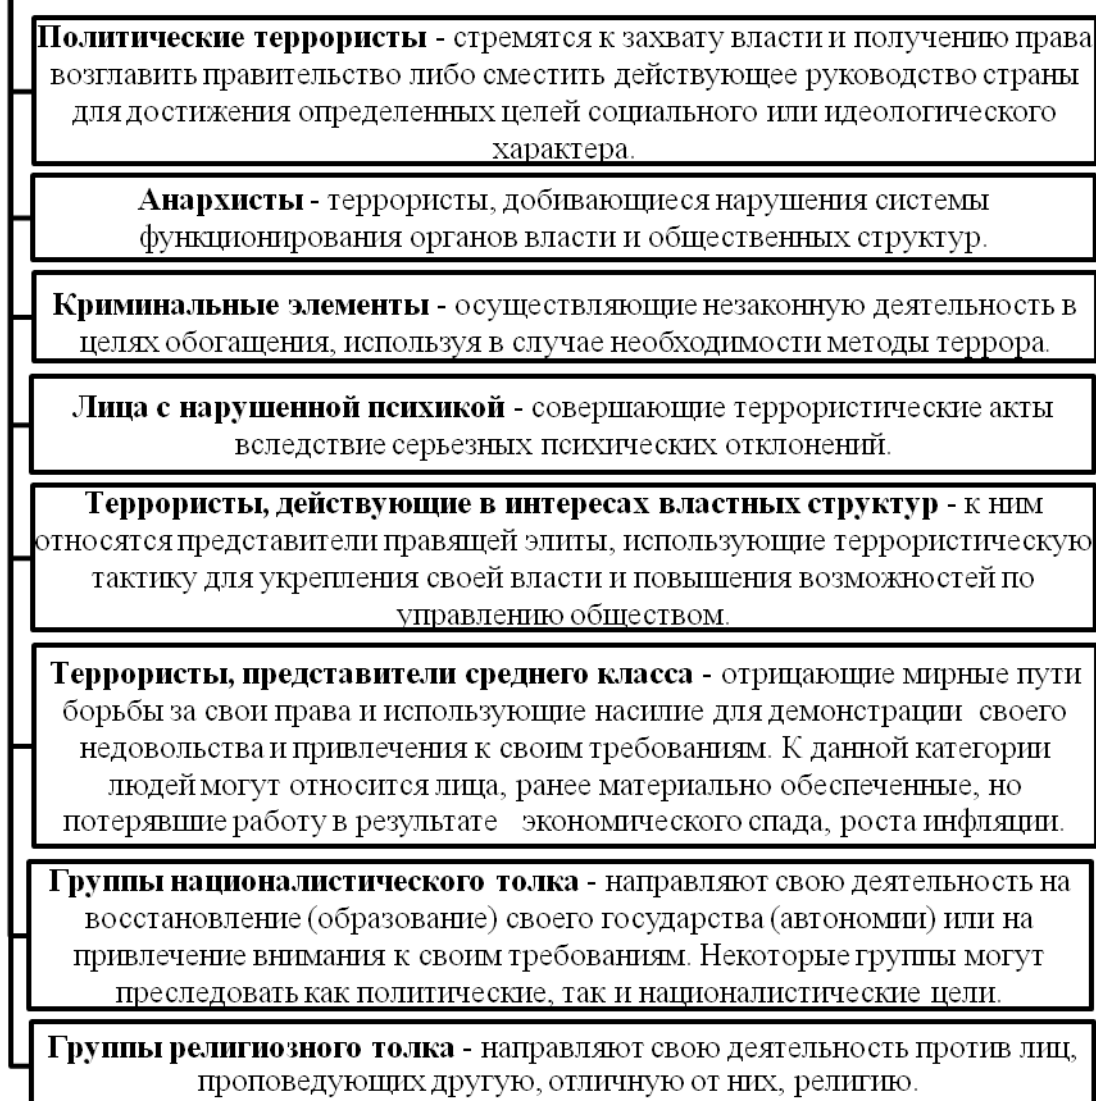 Политические террористы - стремятся к захвату власти и получению права
возглавить правительство либо сместить действующее руководство страны
для достижения определенных целей социального или идеологического
характера.
Анархисты - террористы, добивающиеся нарушения системы
функционирования органов власти и общественных структур.
Криминальные элементы - осуществляющие незаконную деятельность в
целях обогащения, используя в случае необходимости методы террора.
Лица с нарушенной психикой - совершающие террористические акты
вследствие серьезных психических отклонений.
Террористы, действующие в интересах властных структур - к ним
относятся представители правящей элиты, использующие террористическую
тактику для укрепления своей власти и повышения возможностей по
управлению обществом.
Террористы, представители среднего класса - отрицающие мирные пути
борьбы за свои права и использующие насилие для демонстрации своего
недовольства и привлечения к своим требованиям. К данной категории
людей могут относится лица, ранее материально обеспеченные, но
потерявшие работу в результате экономического спада, роста инфляции.
Группы националистического толка - направляют свою деятельность на
восстановление (образование) своего государства (автономии) или на
привлечение внимания к своим требованиям. Некоторые группы могут
преследовать как политические, так и националистические цели.
Группы религиозного толка - направляют свою деятельность против лиц,
проповедующих другую, отличную от них, религию.